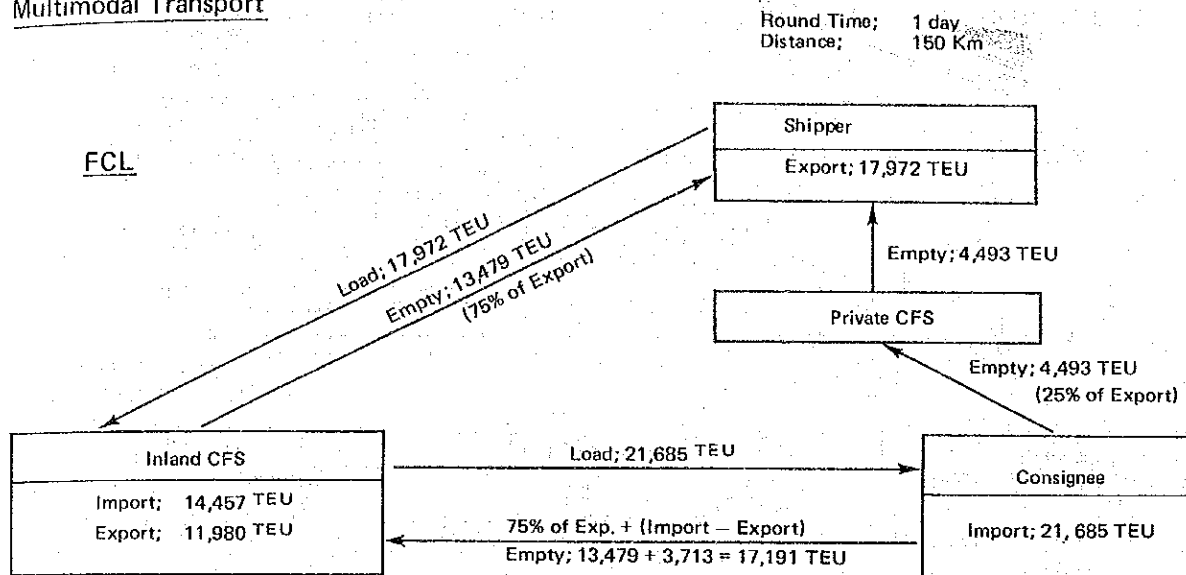 Multimodal Transport
Round Time; 1 day
Distance; 150 Km
FCL
Shipper
Export; 17,972 TEU
Load; 17,972 TEU
Empty; 13,479 TEU
(75% of Export)
Empty; 4,493 TEU
Private CFS
Empty; 4,493 TEU
(25% of Export)
Inland CFS
Import; 14,457 TEU
Export; 11,980 TEU
Load; 21,685 TEU
75% of Exp. + (Import – Export)
Empty; 13,479 + 3,713 = 17,191 TEU
Consignee
Import; 21, 685 TEU